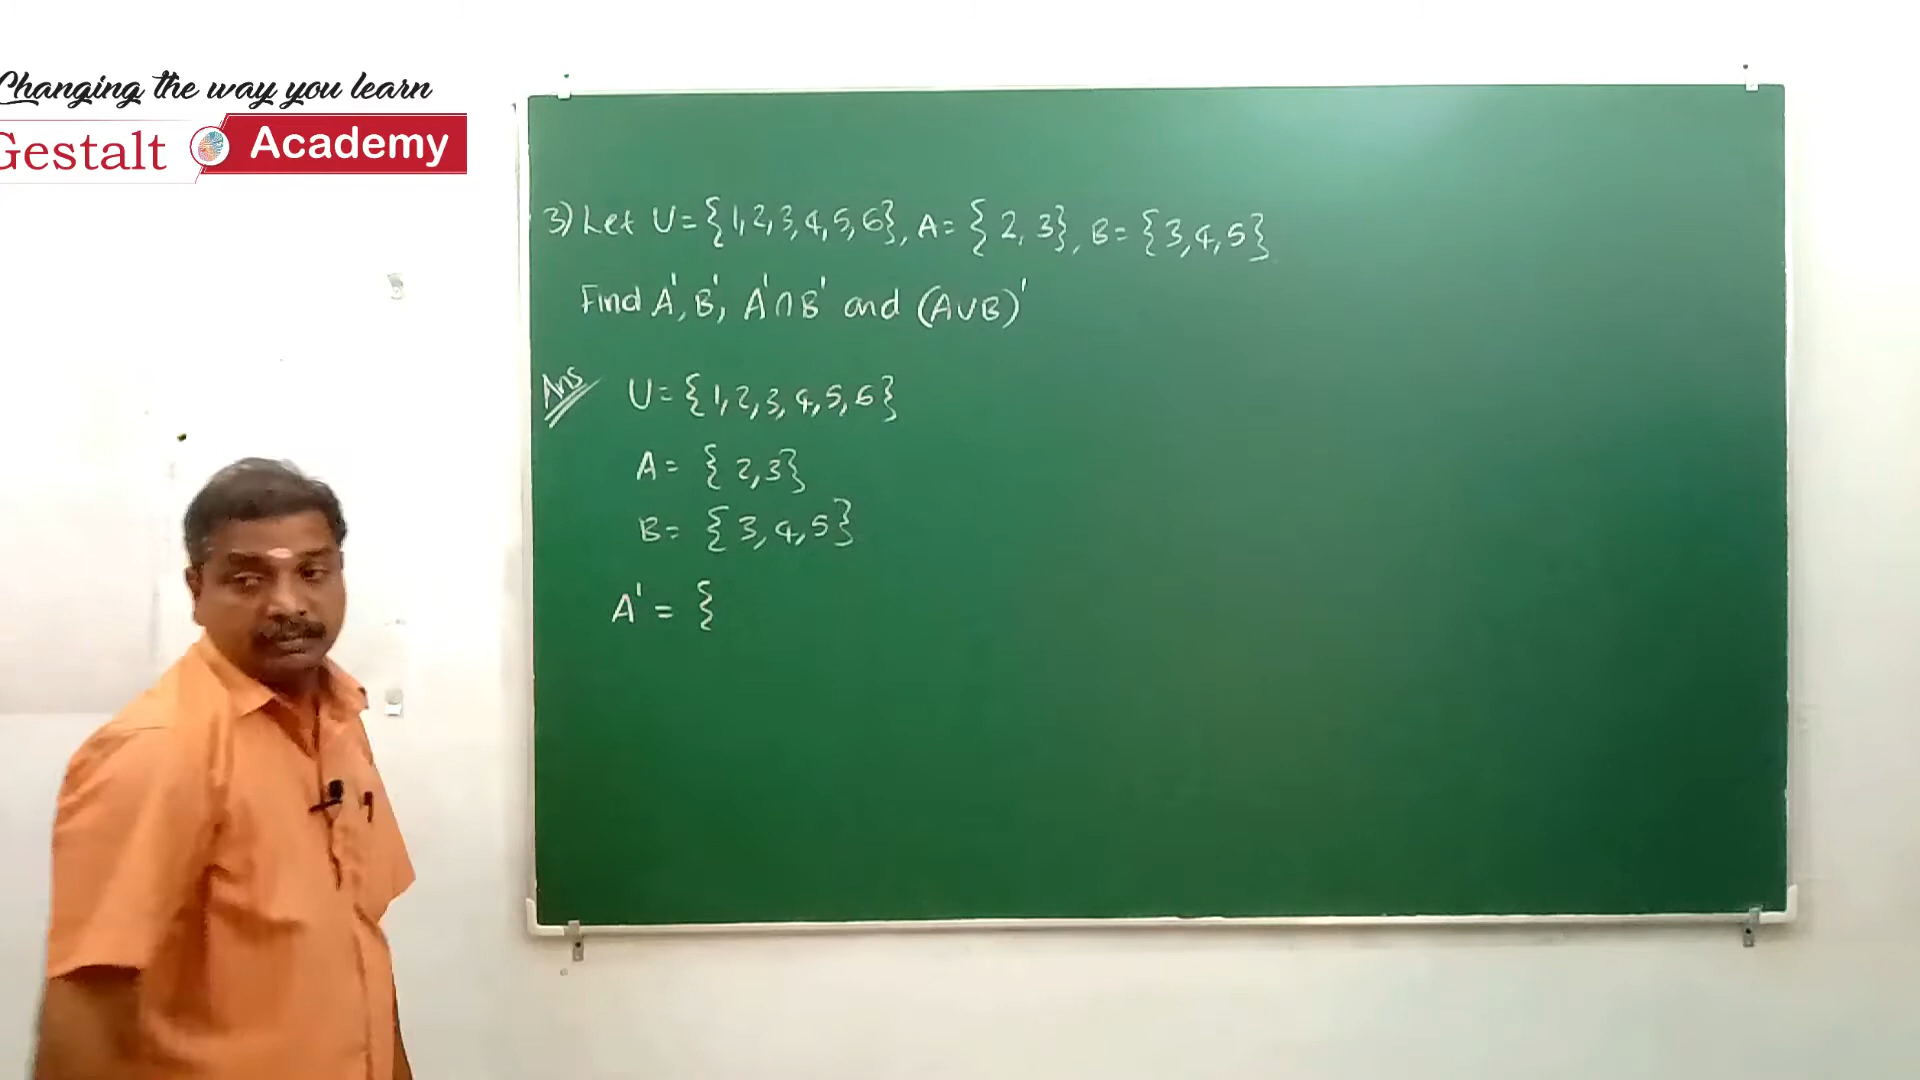 Changing the way you learn
Gestalt Academy
3) Let U = {1,2,3,4,5,6}, A = {2,3}, B = {3,4,5}
Find A', B', A'∩B' and (A∪B)'
Ans U = {1,2,3,4,5,6}
A = {2,3}
B = {3,4,5}
A' = {